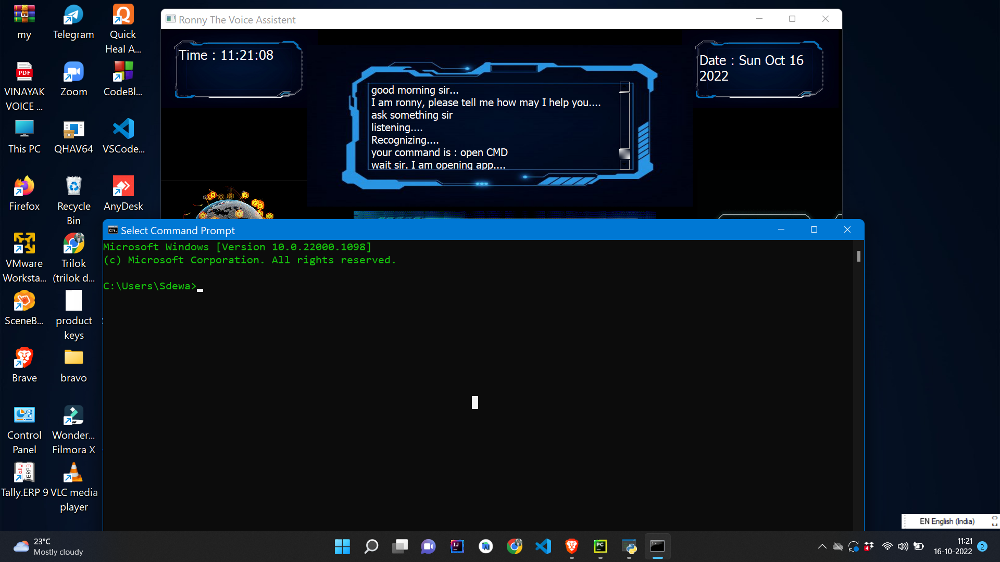 my
Telegram
Quick
Heal A...
PDF
VINAYAK
VOICE ...
Zoom
CodeBl...
This PC
QHAV64
VSCode...
Firefox
Recycle
Bin
AnyDesk
VMware
Worksta...
Trilok
(trilok d...
SceneB...
product
keys
Brave
bravo
Control
Panel
Wonder...
Filmora X
Tally.ERP 9
VLC media
player
Ronny The Voice Assistent
Time : 11:21:08
good morning sir...
I am ronny, please tell me how may I help you....
ask something sir
listening....
Recognizing....
your command is : open CMD
wait sir. I am opening app....
Date : Sun Oct 16
2022
Select Command Prompt
Microsoft Windows [Version 10.0.22000.1098]
(c) Microsoft Corporation. All rights reserved.
C:\Users\Sdewa>
EN English (India)
23°C
Mostly cloudy
IJ
PC
4
11:21
16-10-2022
2